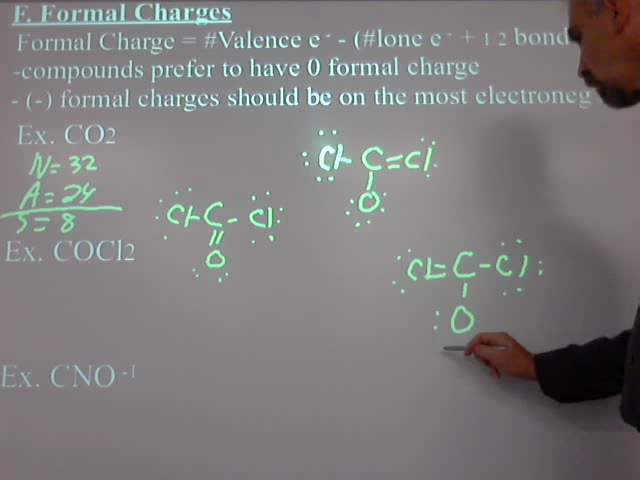 F. Formal Charges
Formal Charge = #Valence e⁻ - (#lone e⁻ + 1/2 bond
-compounds prefer to have 0 formal charge
- (-) formal charges should be on the most electroneg
Ex. CO2
N = 32
A = 24
S = 8
:Cl-C=Cl:
O
Cl-C-Cl:
O
Ex. COCl2
Cl=C-Cl:
:O
Ex. CNO⁻¹